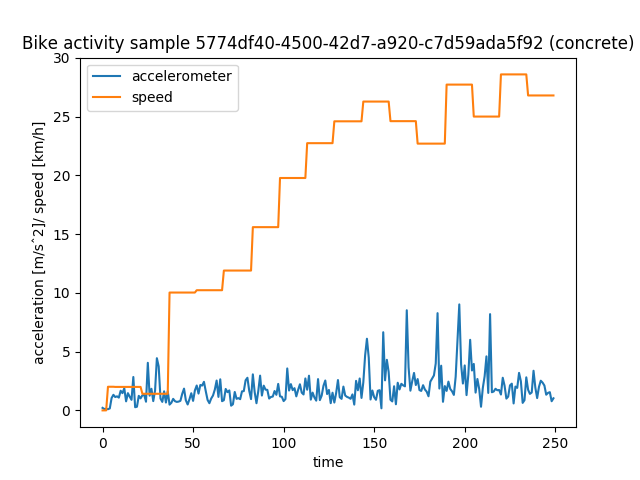 Bike activity sample 5774df40-4500-42d7-a920-c7d59ada5f92 (concrete)
accelerometer
speed
acceleration [m/s^2]/ speed [km/h]
30
25
20
15
10
5
0
0
50
100
150
200
250
time